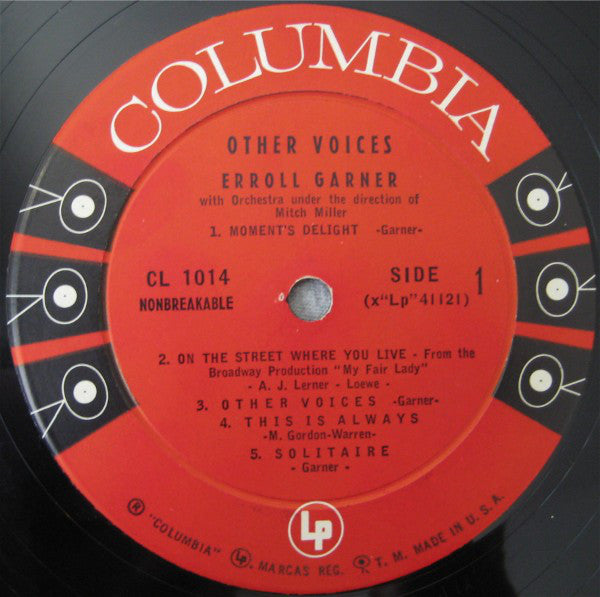 COLUMBIA
OTHER VOICES
ERROLL GARNER
with Orchestra under the direction of
Mitch Miller
1. MOMENT'S DELIGHT -Garner-
CL 1014
NONBREAKABLE
SIDE 1
(x"Lp"41121)
2. ON THE STREET WHERE YOU LIVE - From the
Broadway Production "My Fair Lady"
- A. J. Lerner - Loewe -
3. OTHER VOICES -Garner-
4. THIS IS ALWAYS
-M. Gordon-Warren-
5. SOLITAIRE
- Garner -
Lp
® "COLUMBIA" Lp. MARCAS REG. T. M. MADE IN U. S. A.